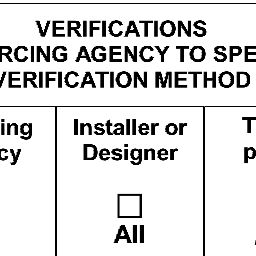 VERIFICATIONS
RCING AGENCY TO SPE
VERIFICATION METHOD
ing
cy
Installer or
Designer
All
T
p